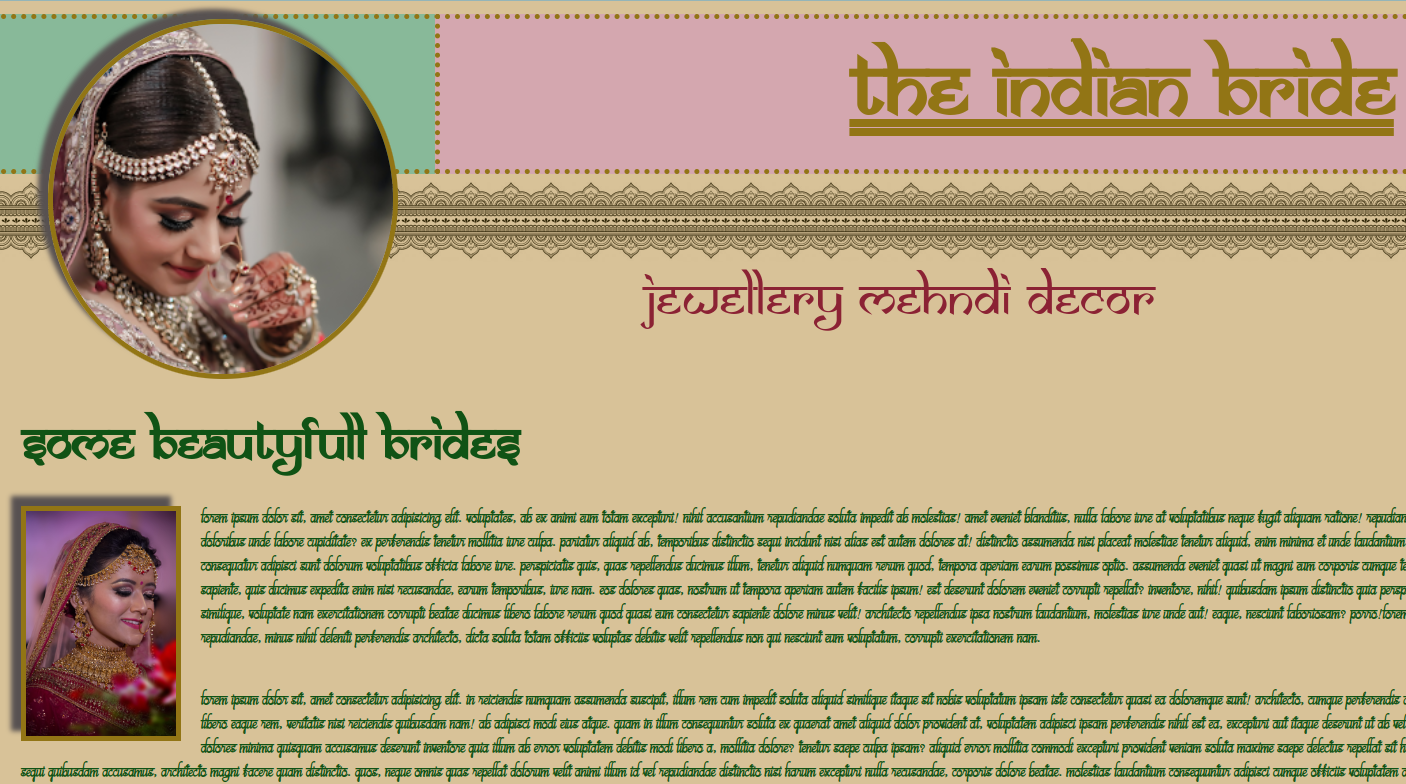 the indian bride
jewellery mehndi decor
some beautyfull brides
lorem ipsum dolor sit, amet consectetur adipisicing elit. voluptates, ab ex animi eum totam excepturi! nihil accusantium repudiandae soluta impedit ab molestias! amet eveniet blanditiis, nulla labore iure at voluptatibus neque fugit aliquam ratione! repudian
doloribus unde labore cupiditate? ex perferendis tenetur mollitia iure culpa. pariatur aliquid ab, temporibus distinctio sequi incidunt nisi alias est autem dolores at! distinctio assumenda nisi placeat molestiae tenetur aliquid, enim minima et unde laudantium
consequatur adipisci sunt dolorum voluptatibus officia labore iure. perspiciatis quis, quas repellendus ducimus illum, tenetur aliquid numquam rerum quod, tempora aperiam earum possimus optio. assumenda eveniet quasi ut magni eum corporis cumque te
sapiente, quis ducimus expedita enim nisi recusandae, earum temporibus, iure nam. eos dolores quas, nostrum ut tempora aperiam autem facilis ipsum! est deserunt dolorem eveniet corrupti repellat? inventore, nihil! quibusdam ipsum distinctio quia persp
similique, voluptate nam exercitationem corrupti beatae ducimus libero labore rerum quod quasi eum consectetur sapiente dolore minus velit! architecto repellendus ipsa nostrum laudantium, molestias iure unde aut! eaque, nesciunt laboriosam? porro!lorem
repudiandae, minus nihil deleniti perferendis architecto, dicta soluta totam officiis voluptas debitis velit repellendus non qui nesciunt eum voluptatum, corrupti exercitationem nam.
lorem ipsum dolor sit, amet consectetur adipisicing elit. in reiciendis numquam assumenda suscipit, illum rem cum impedit soluta aliquid similique itaque sit nobis voluptatum ipsam iste consectetur quasi ea doloremque sunt! architecto, cumque perferendis
libero eaque rem, veritatis nisi reiciendis quibusdam nam! ab adipisci modi eius atque. quam in illum consequuntur soluta ex quaerat amet aliquid dolor provident at, voluptatem adipisci ipsam perferendis nihil est ea, excepturi aut itaque deserunt ut ab vel
dolores minima quisquam accusamus deserunt inventore quia illum ab error voluptatem debitis modi libero a, mollitia dolore? tenetur saepe culpa ipsam? aliquid error mollitia commodi excepturi provident veniam soluta maxime saepe delectus repellat sit
sequi quibusdam accusamus, architecto magni facere quam distinctio. quos, neque omnis quas repellat dolorum velit animi illum id vel repudiandae distinctio nisi harum excepturi nulla recusandae, corporis dolore beatae. molestias laudantium consequuntur adipisci cumque officiis voluptatem